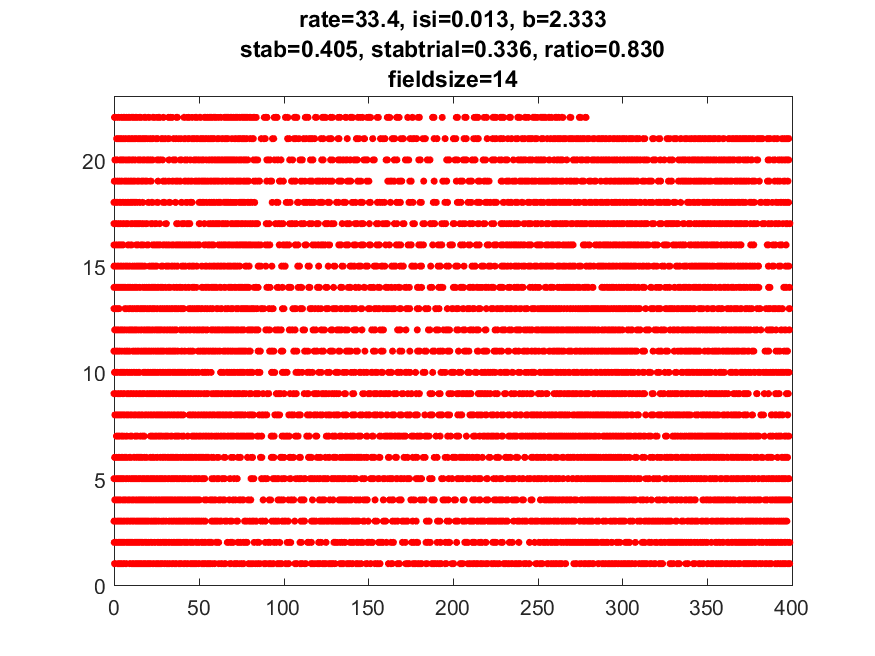 rate=33.4, isi=0.013, b=2.333
stab=0.405, stabtrial=0.336, ratio=0.830
fieldsize=14
20
15
10
5
0
0 50 100 150 200 250 300 350 400